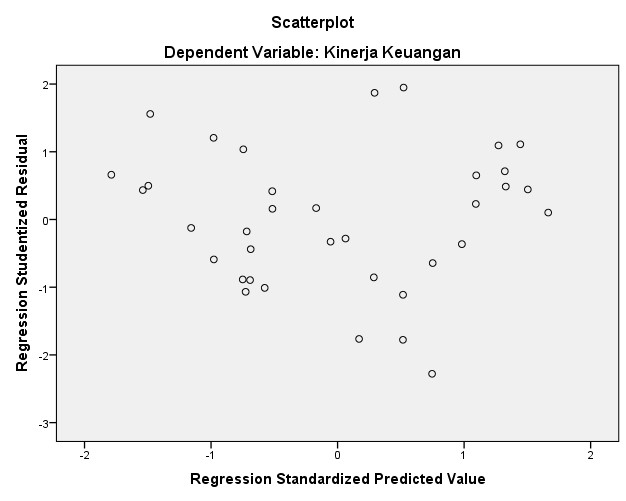 Scatterplot
Dependent Variable: Kinerja Keuangan
Regression Studentized Residual
2
1
0
-1
-2
-3
-2
-1
0
1
2
Regression Standardized Predicted Value